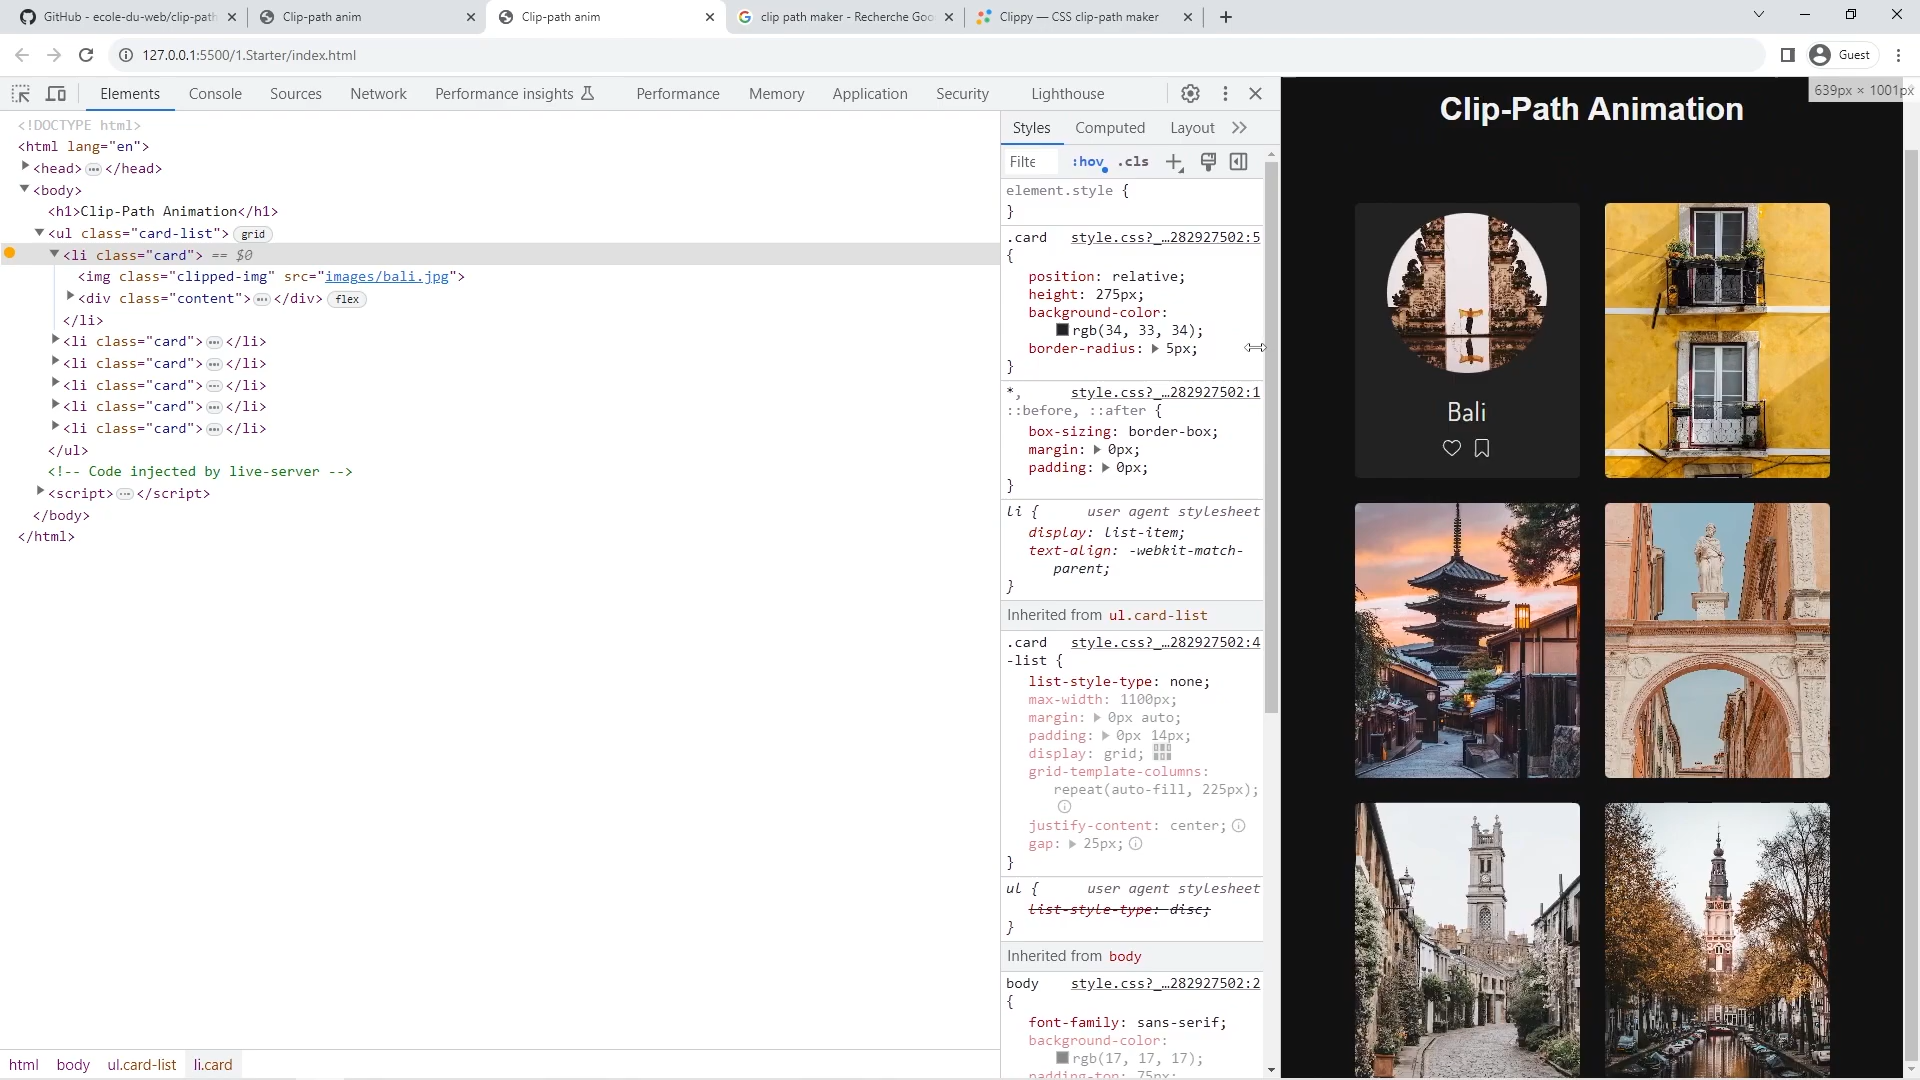 GitHub - ecole-du-web/clip-path
Clip-path anim
Clip-path anim
clip path maker - Recherche Goo
Clippy — CSS clip-path maker
127.0.0.1:5500/1.Starter/index.html
Guest
Elements
Console
Sources
Network
Performance insights
Performance
Memory
Application
Security
Lighthouse
<!DOCTYPE html>
<html lang="en">
<head> ⋯ </head>
<body>
<h1>Clip-Path Animation</h1>
<ul class="card-list"> grid
<li class="card"> == $0
<img class="clipped-img" src="images/bali.jpg">
<div class="content"> ⋯ </div> flex
</li>
<li class="card"> ⋯ </li>
<li class="card"> ⋯ </li>
<li class="card"> ⋯ </li>
<li class="card"> ⋯ </li>
<li class="card"> ⋯ </li>
</ul>
<!-- Code injected by live-server -->
<script> ⋯ </script>
</body>
</html>
html body ul.card-list li.card
Styles Computed Layout
Filte :hov .cls
element.style {
}
.card style.css?_…282927502:5
{
position: relative;
height: 275px;
background-color:
rgb(34, 33, 34);
border-radius: 5px;
}
*, style.css?_…282927502:1
::before, ::after {
box-sizing: border-box;
margin: 0px;
padding: 0px;
}
li { user agent stylesheet
display: list-item;
text-align: -webkit-match-
parent;
}
Inherited from ul.card-list
.card style.css?_…282927502:4
-list {
list-style-type: none;
max-width: 1100px;
margin: 0px auto;
padding: 0px 14px;
display: grid;
grid-template-columns:
repeat(auto-fill, 225px);
justify-content: center;
gap: 25px;
}
ul { user agent stylesheet
list-style-type: disc;
}
Inherited from body
body style.css?_…282927502:2
{
font-family: sans-serif;
background-color:
rgb(17, 17, 17);
padding-top: 75px;
639px × 1001px
Clip-Path Animation
Bali